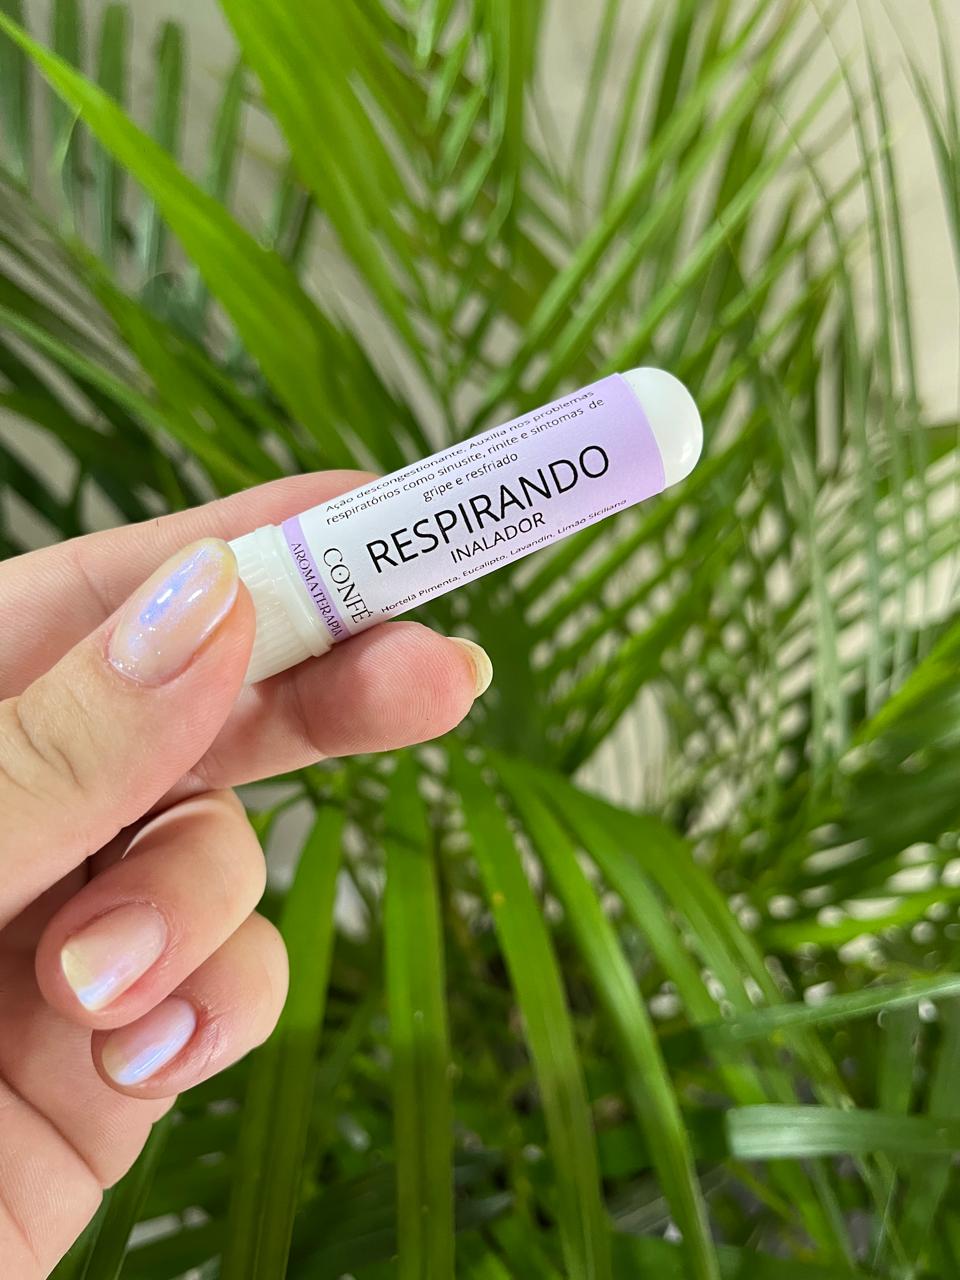 Ação descongestionante. Auxilia nos problemas
respiratórios como sinusite, rinite e sintomas de
gripe e resfriado
RESPIRANDO
INALADOR
Hortelã Pimenta, Eucalipto, Lavandin, Limão Siciliano
CONFÉ
AROMATERAPIA